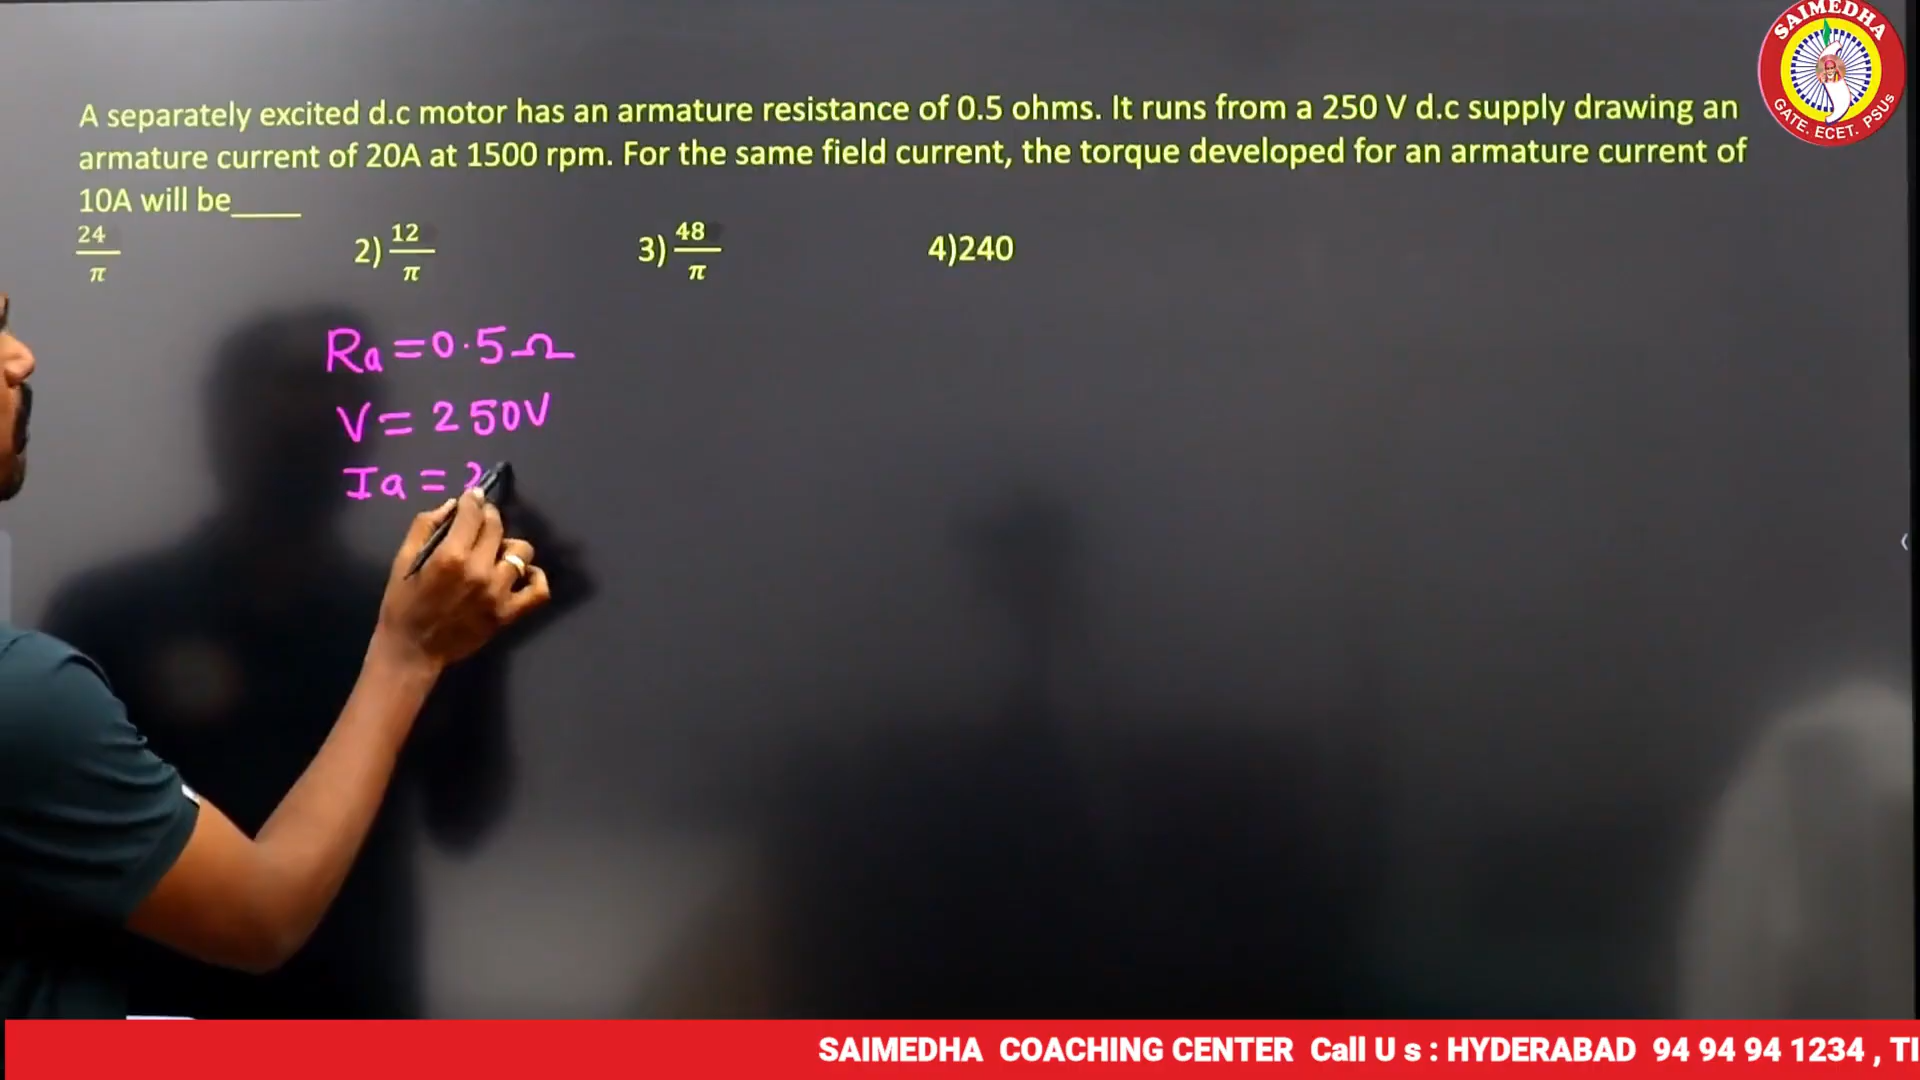 SAIMEDHA
GATE. ECET. PSUs
A separately excited d.c motor has an armature resistance of 0.5 ohms. It runs from a 250 V d.c supply drawing an
armature current of 20A at 1500 rpm. For the same field current, the torque developed for an armature current of
10A will be____
24/π 2) 12/π 3) 48/π 4)240
Ra = 0.5 Ω
V = 250V
Ia = 2
SAIMEDHA COACHING CENTER Call U s : HYDERABAD 94 94 94 1234 , TI